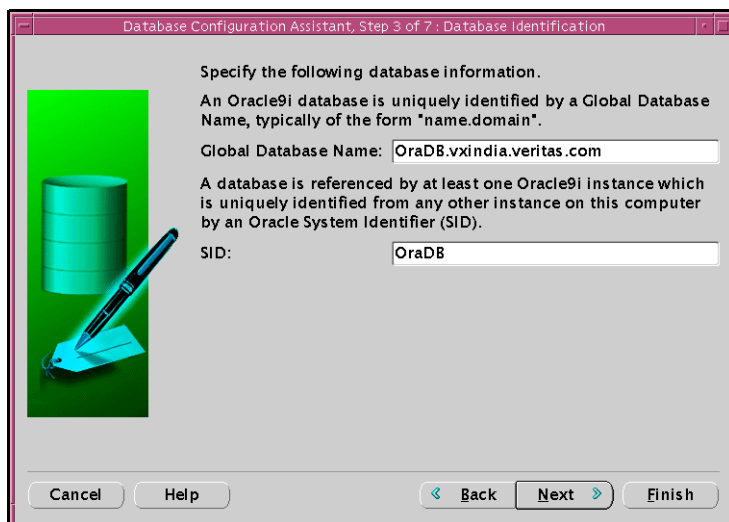 Database Configuration Assistant, Step 3 of 7 : Database Identification
Specify the following database information.
An Oracle9i database is uniquely identified by a Global Database
Name, typically of the form "name.domain".
Global Database Name: OraDB.vxindia.veritas.com
A database is referenced by at least one Oracle9i instance which
is uniquely identified from any other instance on this computer
by an Oracle System Identifier (SID).
SID: OraDB
Cancel Help Back Next Finish